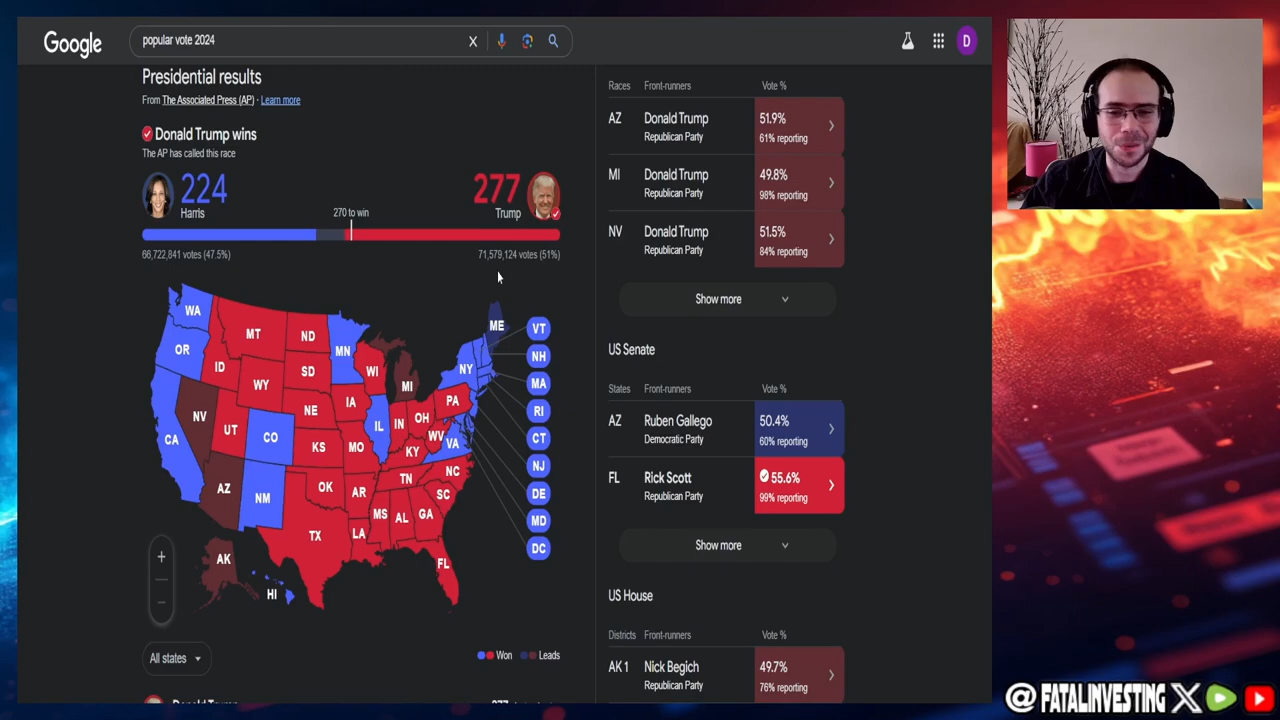 Google
popular vote 2024
D
Presidential results
From The Associated Press (AP) · Learn more
Donald Trump wins
The AP has called this race
224
Harris
270 to win
277
Trump
66,722,841 votes (47.5%)
71,579,124 votes (51%)
WA
OR
CA
NV
ID
MT
WY
UT
AZ
CO
NM
ND
SD
NE
KS
OK
TX
MN
IA
MO
AR
LA
WI
IL
MI
IN
OH
KY
TN
MS
AL
GA
FL
SC
NC
VA
WV
PA
NY
ME
AK
HI
VT
NH
MA
RI
CT
NJ
DE
MD
DC
+
−
All states
Won
Leads
Races
Front-runners
Vote %
AZ
Donald Trump
Republican Party
51.9%
61% reporting
MI
Donald Trump
Republican Party
49.8%
98% reporting
NV
Donald Trump
Republican Party
51.5%
84% reporting
Show more
US Senate
States
Front-runners
Vote %
AZ
Ruben Gallego
Democratic Party
50.4%
60% reporting
FL
Rick Scott
Republican Party
55.6%
99% reporting
Show more
US House
Districts
Front-runners
Vote %
AK 1
Nick Begich
Republican Party
49.7%
76% reporting
@FATALINVESTING